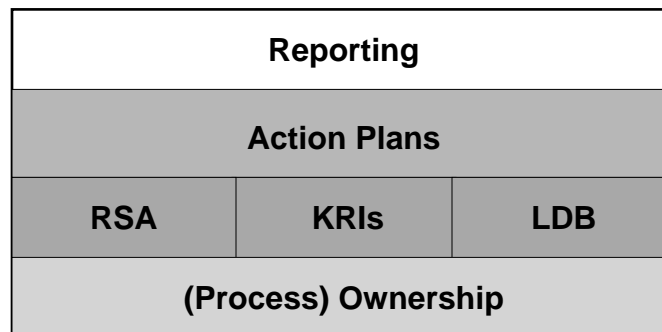 Reporting
Action Plans
RSA KRIs LDB
(Process) Ownership